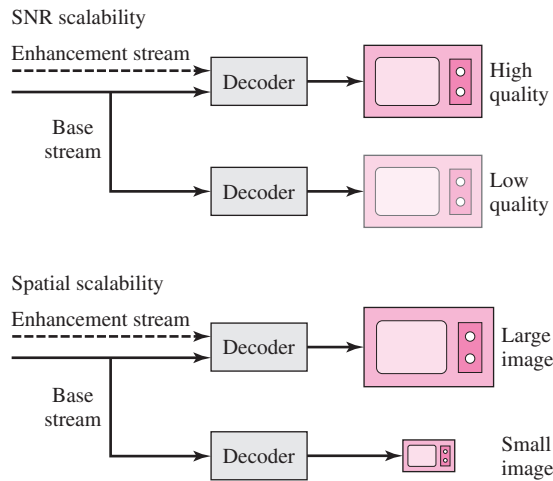 SNR scalability
Enhancement stream
Decoder
High
quality
Base
stream
Decoder
Low
quality
Spatial scalability
Enhancement stream
Decoder
Large
image
Base
stream
Decoder
Small
image